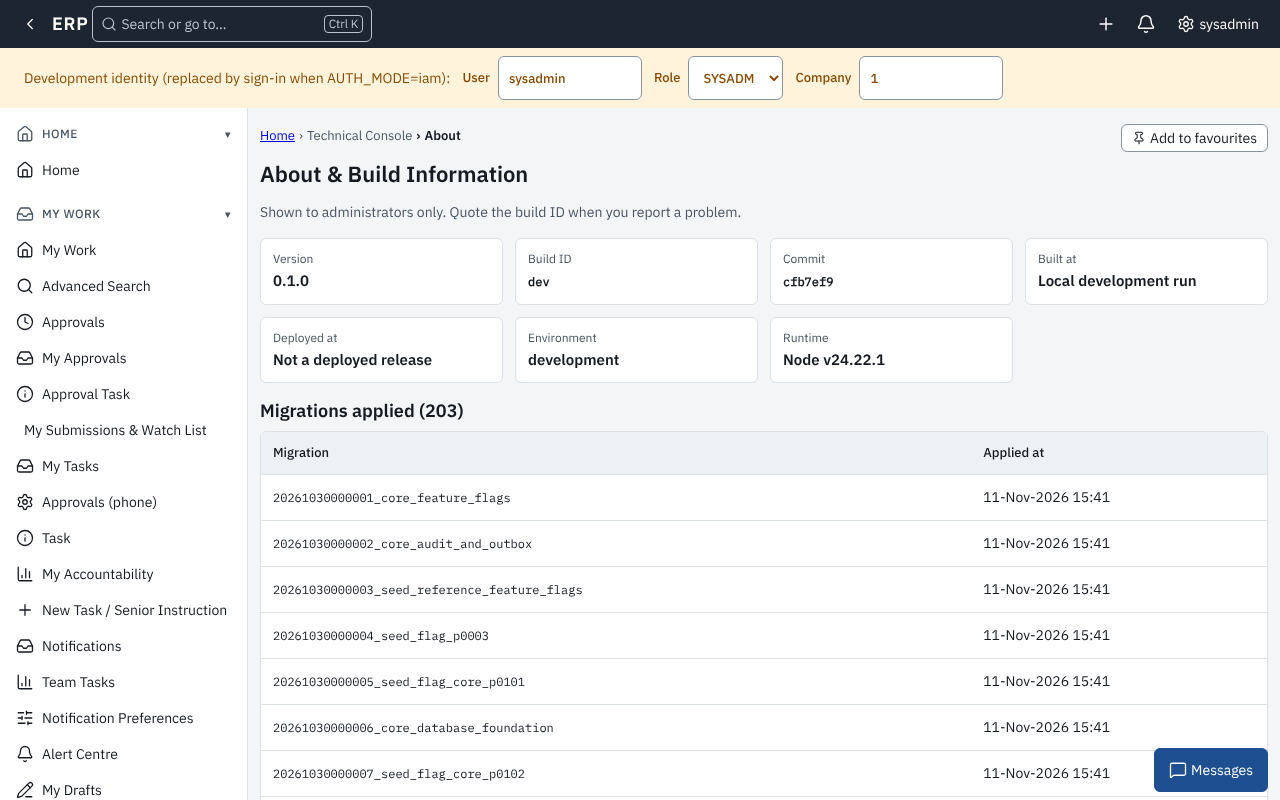 ERP
Search or go to... Ctrl K
sysadmin
Development identity (replaced by sign-in when AUTH_MODE=iam): User sysadmin Role SYSADM Company 1
HOME
Home
MY WORK
My Work
Advanced Search
Approvals
My Approvals
Approval Task
My Submissions & Watch List
My Tasks
Approvals (phone)
Task
My Accountability
New Task / Senior Instruction
Notifications
Team Tasks
Notification Preferences
Alert Centre
My Drafts
Home › Technical Console › About
Add to favourites
About & Build Information
Shown to administrators only. Quote the build ID when you report a problem.
Version
0.1.0
Build ID
dev
Commit
cfb7ef9
Built at
Local development run
Deployed at
Not a deployed release
Environment
development
Runtime
Node v24.22.1
Migrations applied (203)
Migration Applied at
20261030000001_core_feature_flags 11-Nov-2026 15:41
20261030000002_core_audit_and_outbox 11-Nov-2026 15:41
20261030000003_seed_reference_feature_flags 11-Nov-2026 15:41
20261030000004_seed_flag_p0003 11-Nov-2026 15:41
20261030000005_seed_flag_core_p0101 11-Nov-2026 15:41
20261030000006_core_database_foundation 11-Nov-2026 15:41
20261030000007_seed_flag_core_p0102 11-Nov-2026 15:41
Messages